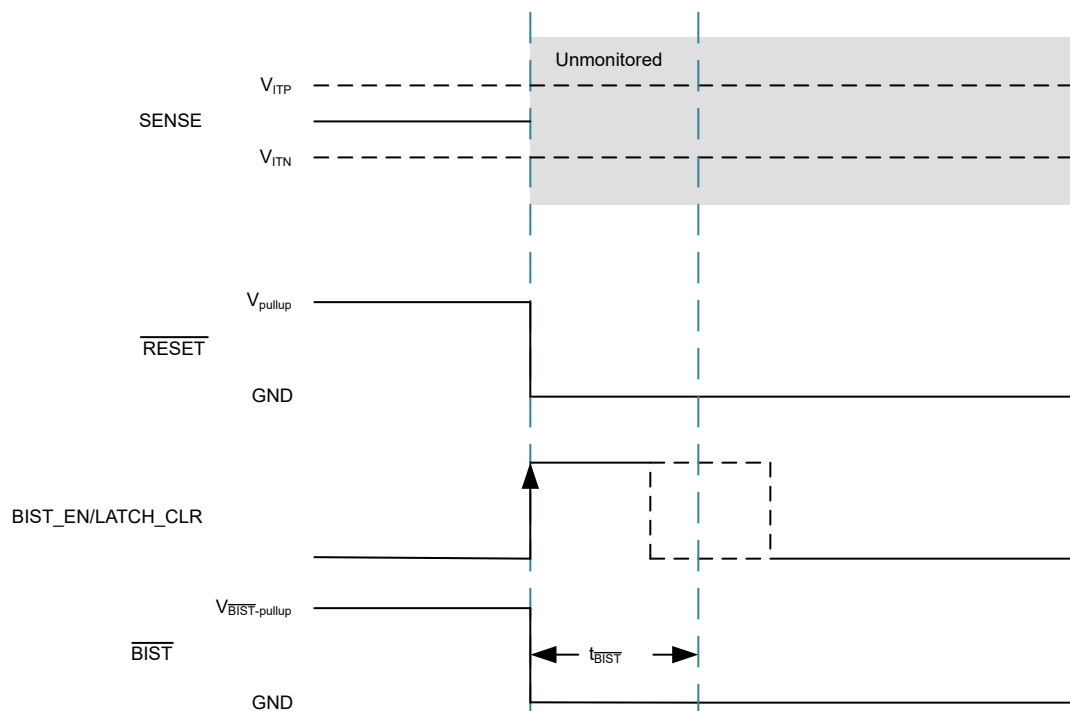 Unmonitored
VITP
SENSE
VITN
Vpullup
RESET
GND
BIST_EN/LATCH_CLR
VBIST-pullup
BIST
tBIST
GND